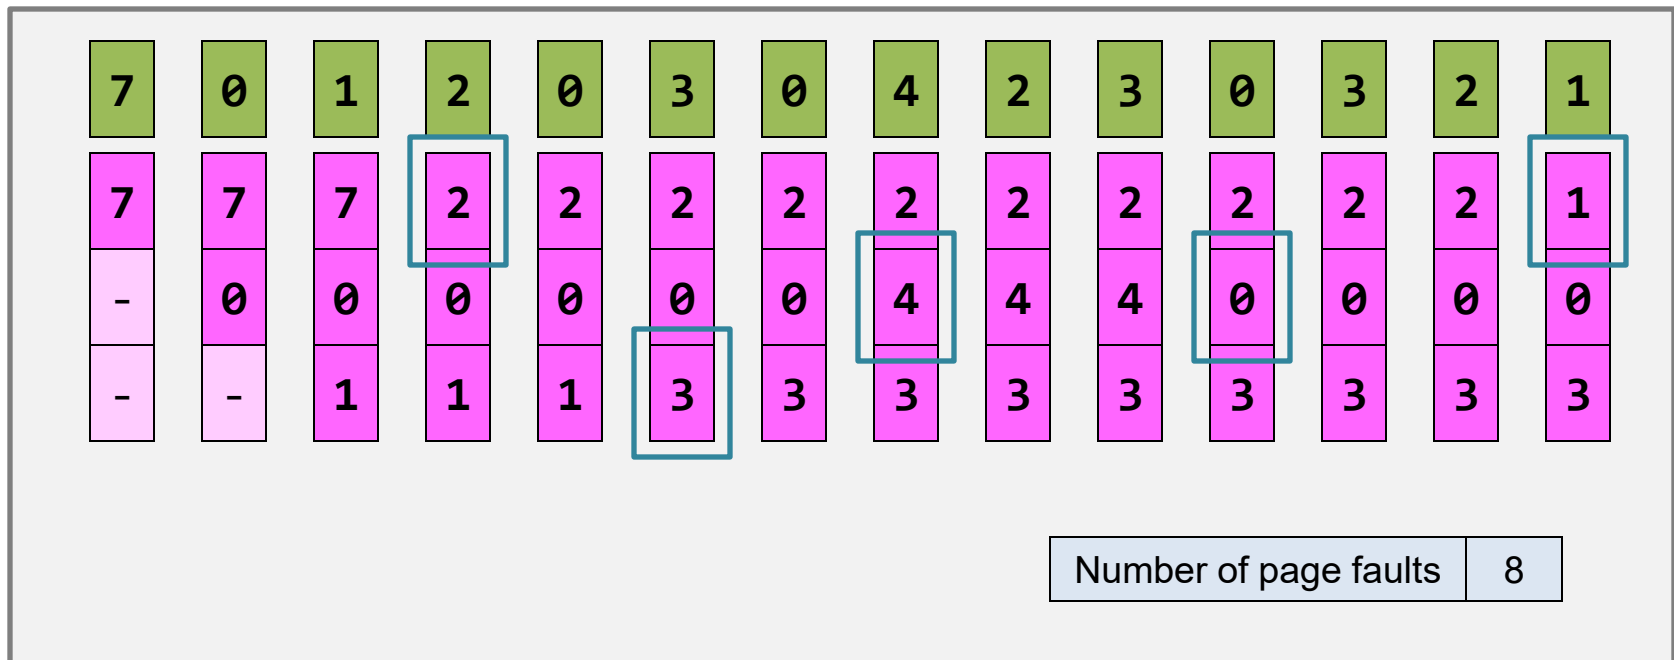 7 0 1 2 0 3 0 4 2 3 0 3 2 1
7 7 7 2 2 2 2 2 2 2 2 2 2 1
- 0 0 0 0 0 0 4 4 4 0 0 0 0
- - 1 1 1 3 3 3 3 3 3 3 3 3
Number of page faults 8